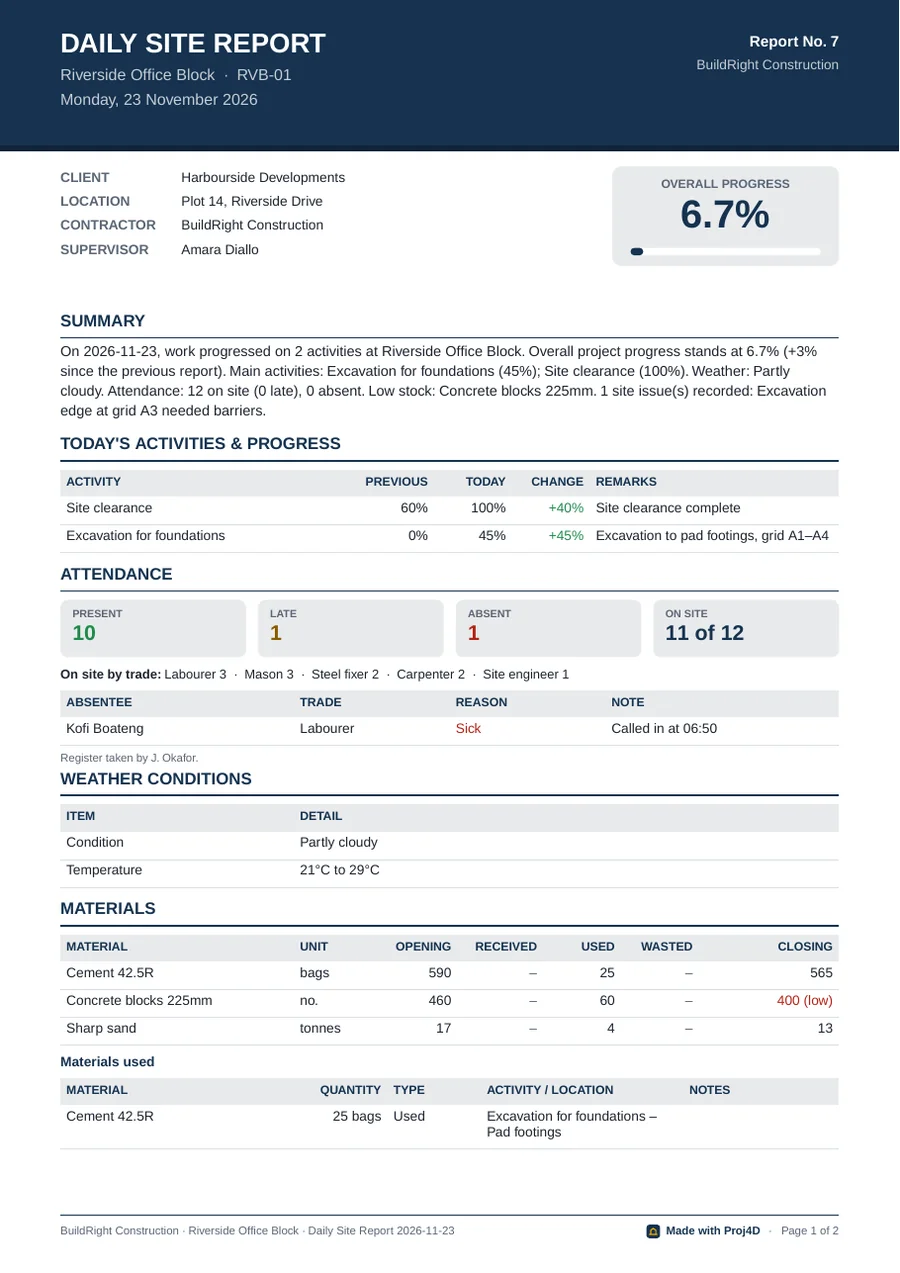 DAILY SITE REPORT
Riverside Office Block · RVB-01
Monday, 23 November 2026
Report No. 7
BuildRight Construction
CLIENT Harbourside Developments
LOCATION Plot 14, Riverside Drive
CONTRACTOR BuildRight Construction
SUPERVISOR Amara Diallo
OVERALL PROGRESS
6.7%
SUMMARY
On 2026-11-23, work progressed on 2 activities at Riverside Office Block. Overall project progress stands at 6.7% (+3%
since the previous report). Main activities: Excavation for foundations (45%); Site clearance (100%). Weather: Partly
cloudy. Attendance: 12 on site (0 late), 0 absent. Low stock: Concrete blocks 225mm. 1 site issue(s) recorded: Excavation
edge at grid A3 needed barriers.
TODAY'S ACTIVITIES & PROGRESS
ACTIVITY PREVIOUS TODAY CHANGE REMARKS
Site clearance 60% 100% +40% Site clearance complete
Excavation for foundations 0% 45% +45% Excavation to pad footings, grid A1–A4
ATTENDANCE
PRESENT LATE ABSENT ON SITE
10 1 1 11 of 12
On site by trade: Labourer 3 · Mason 3 · Steel fixer 2 · Carpenter 2 · Site engineer 1
ABSENTEE TRADE REASON NOTE
Kofi Boateng Labourer Sick Called in at 06:50
Register taken by J. Okafor.
WEATHER CONDITIONS
ITEM DETAIL
Condition Partly cloudy
Temperature 21°C to 29°C
MATERIALS
MATERIAL UNIT OPENING RECEIVED USED WASTED CLOSING
Cement 42.5R bags 590 – 25 – 565
Concrete blocks 225mm no. 460 – 60 – 400 (low)
Sharp sand tonnes 17 – 4 – 13
Materials used
MATERIAL QUANTITY TYPE ACTIVITY / LOCATION NOTES
Cement 42.5R 25 bags Used Excavation for foundations –
Pad footings
BuildRight Construction · Riverside Office Block · Daily Site Report 2026-11-23 Made with Proj4D · Page 1 of 2